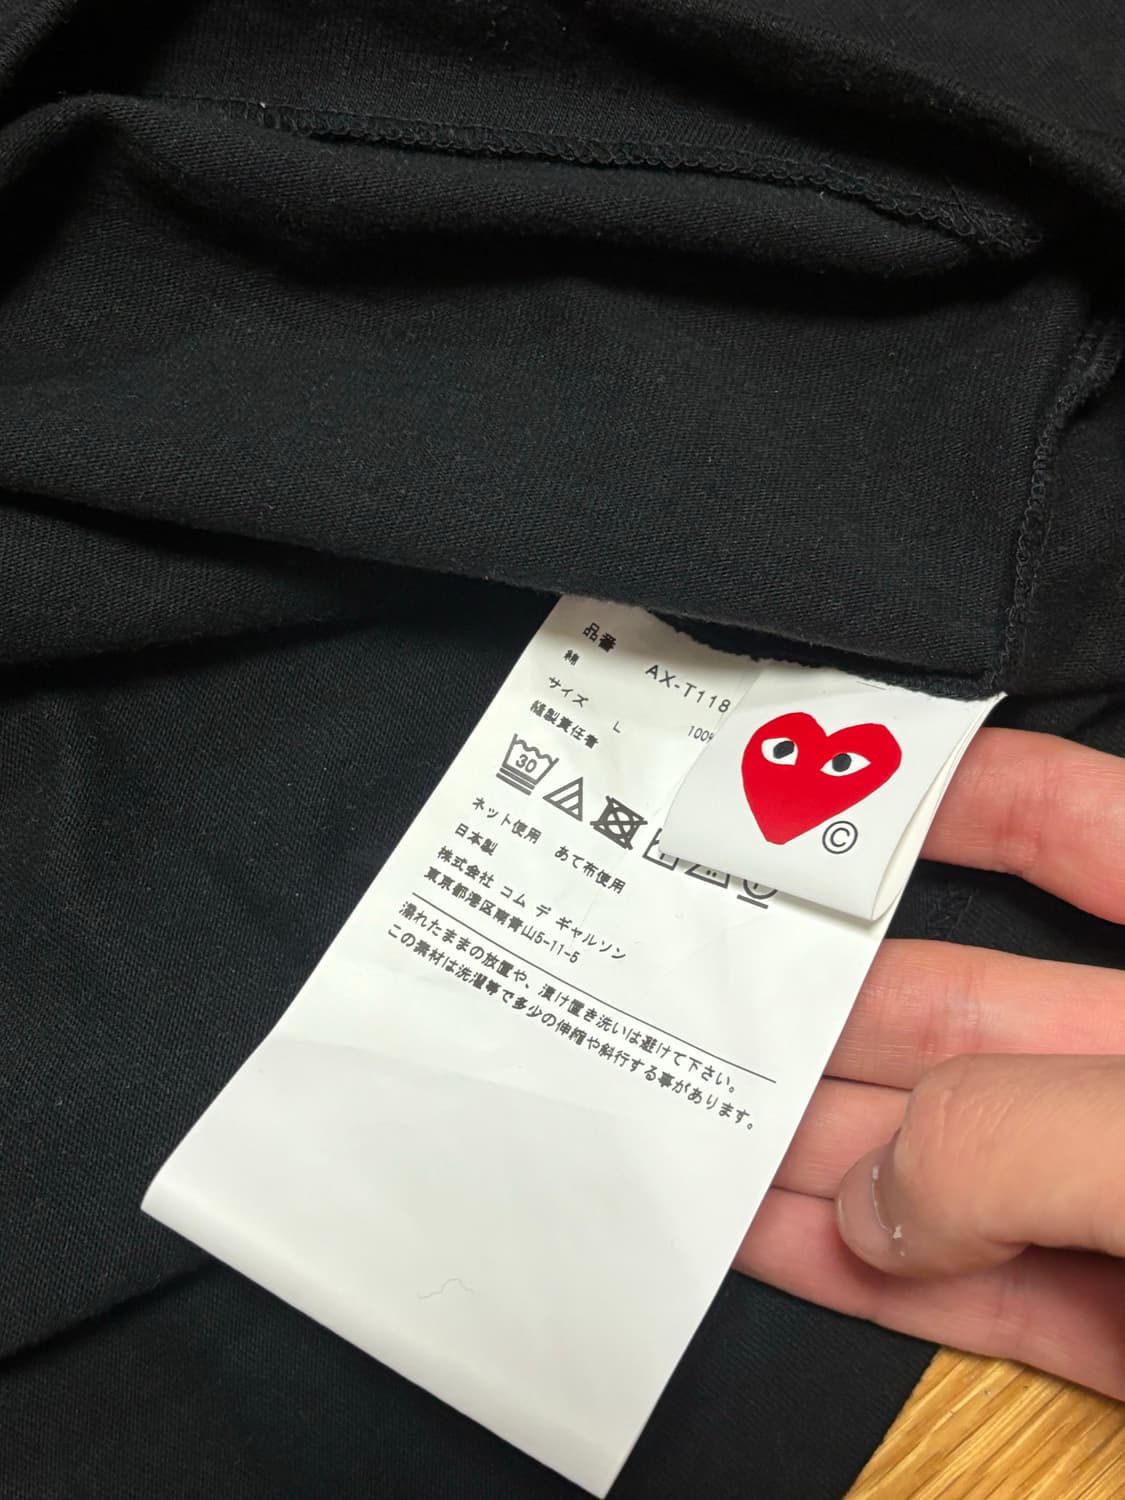 品番 AX-T118
綿 100%
サイズ L
縫製責任者
30
ネット使用 あて布使用
日本製
株式会社 コム デ ギャルソン
東京都港区南青山5-11-5
濡れたままの放置や、漬け置き洗いは避けて下さい。
この素材は洗濯等で多少の伸縮や斜行する事があります。
©